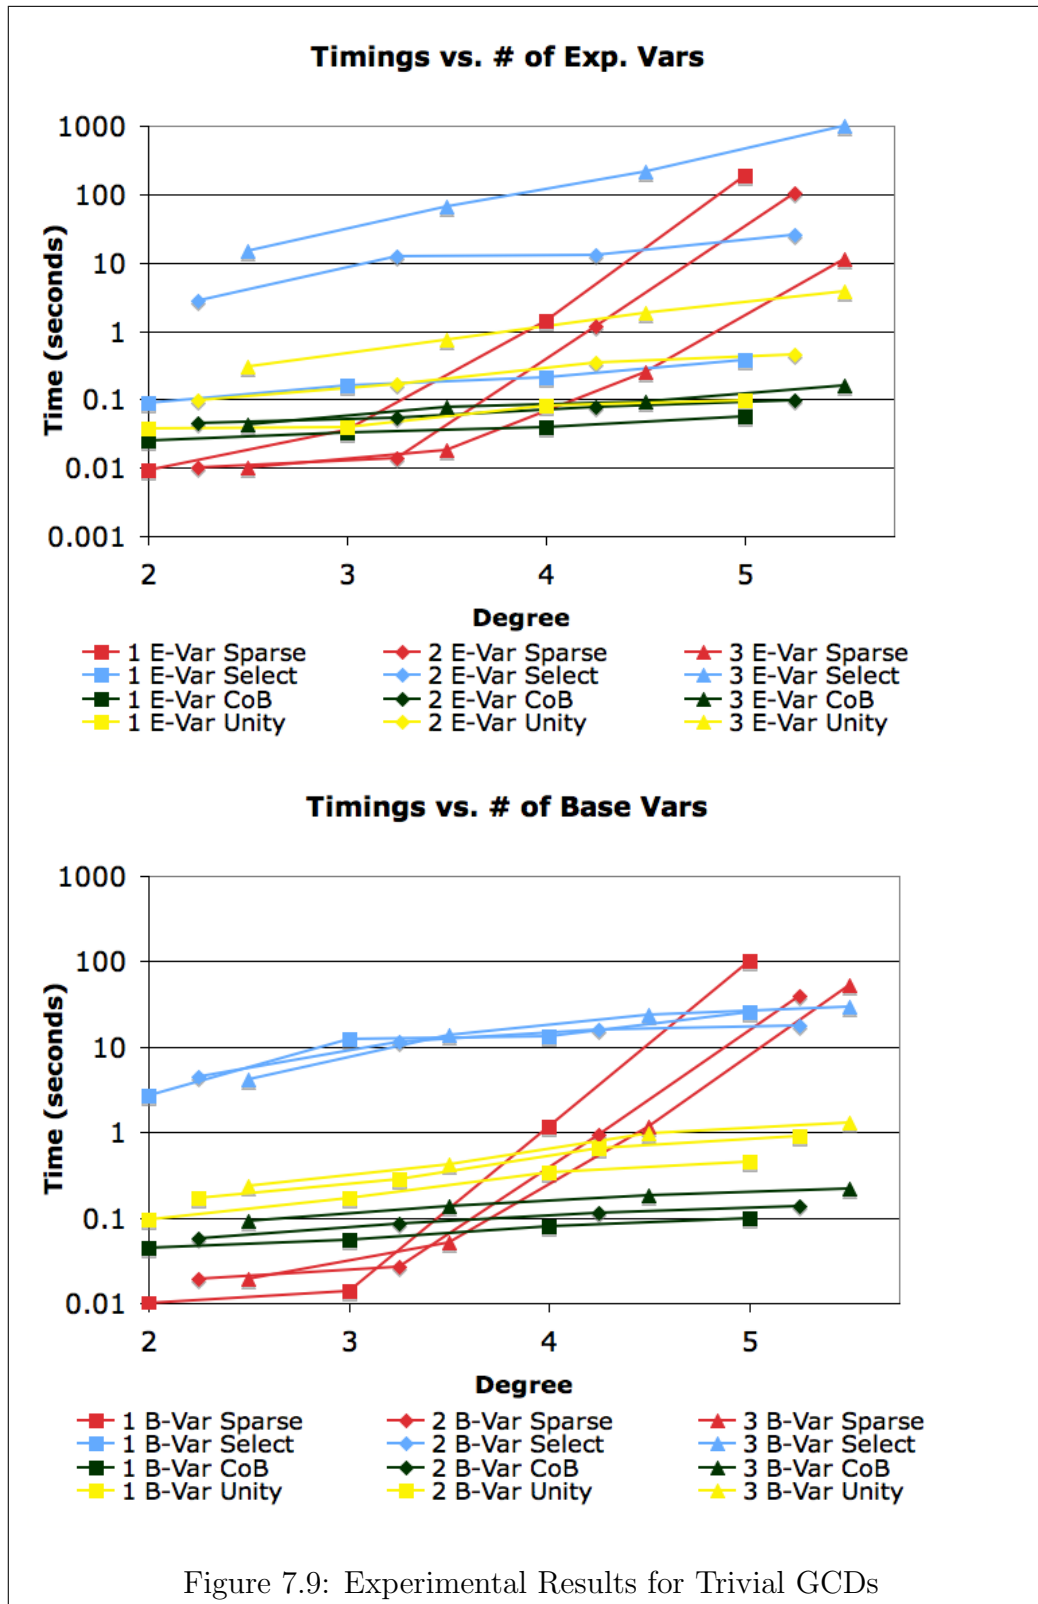 Timings vs. # of Exp. Vars
1000
100
10
1
0.1
0.01
0.001
Time (seconds)
2 3 4 5
Degree
1 E-Var Sparse 2 E-Var Sparse 3 E-Var Sparse
1 E-Var Select 2 E-Var Select 3 E-Var Select
1 E-Var CoB 2 E-Var CoB 3 E-Var CoB
1 E-Var Unity 2 E-Var Unity 3 E-Var Unity
Timings vs. # of Base Vars
1000
100
10
1
0.1
0.01
Time (seconds)
2 3 4 5
Degree
1 B-Var Sparse 2 B-Var Sparse 3 B-Var Sparse
1 B-Var Select 2 B-Var Select 3 B-Var Select
1 B-Var CoB 2 B-Var CoB 3 B-Var CoB
1 B-Var Unity 2 B-Var Unity 3 B-Var Unity
Figure 7.9: Experimental Results for Trivial GCDs